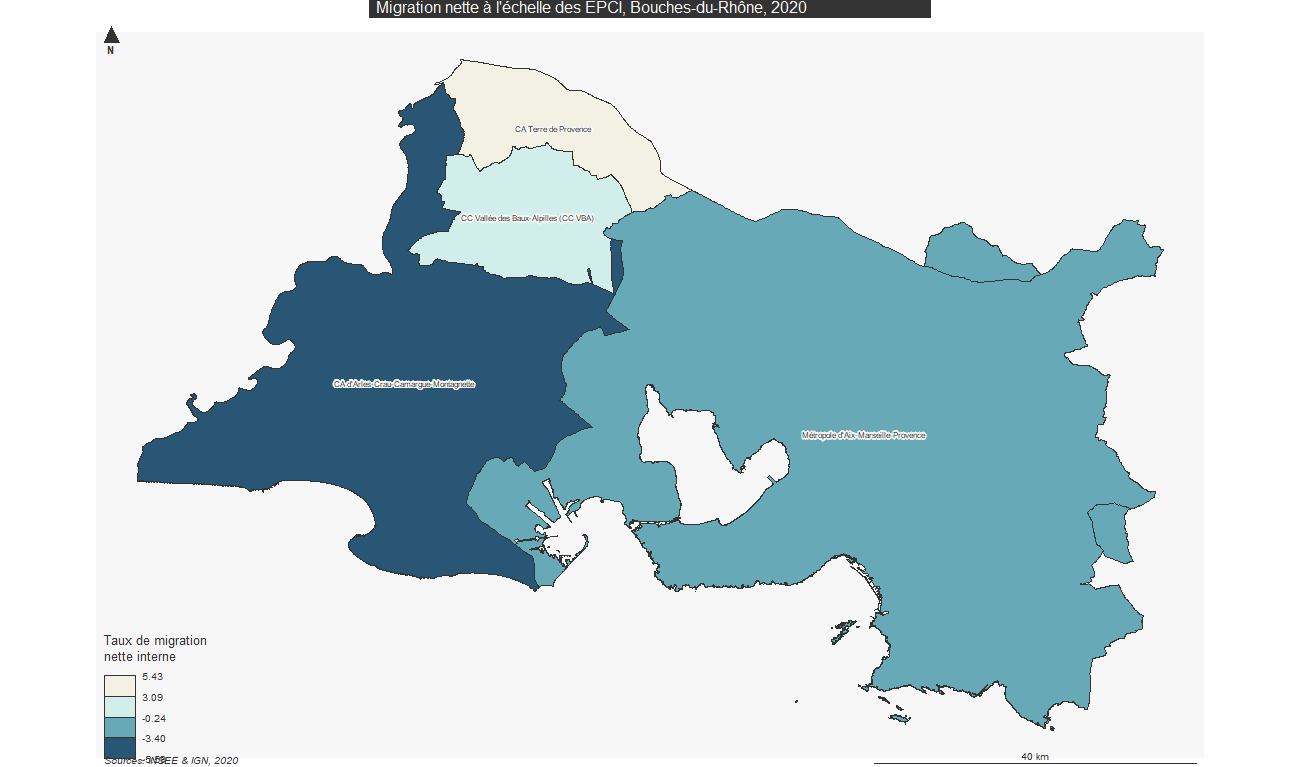 Migration nette à l'échelle des EPCI, Bouches-du-Rhône, 2020
N
CA Terre de Provence
CC Vallée des Baux-Alpilles (CC VBA)
CA d'Arles-Crau-Camargue-Montagnette
Métropole d'Aix-Marseille-Provence
Taux de migration
nette interne
5.43
3.09
-0.24
-3.40
Sources: INSEE & IGN, 2020
40 km